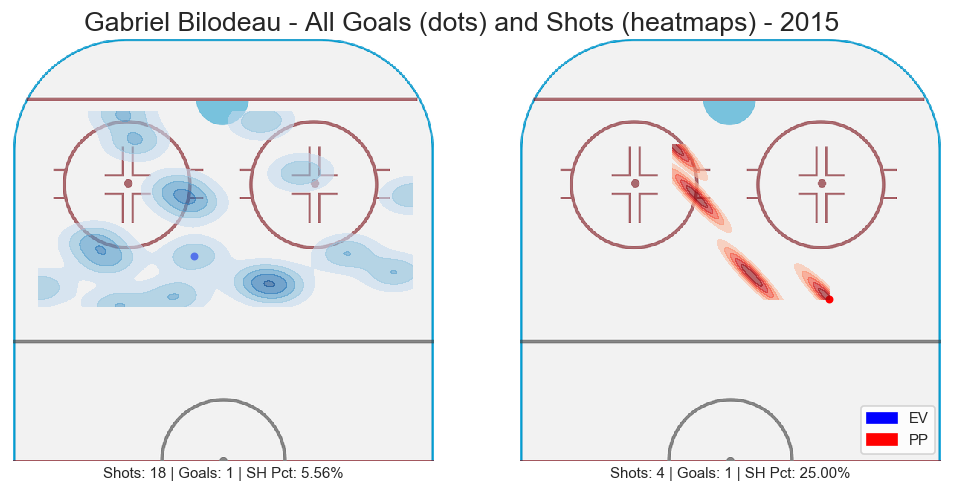 Gabriel Bilodeau - All Goals (dots) and Shots (heatmaps) - 2015
EV
PP
Shots: 18 | Goals: 1 | SH Pct: 5.56%
Shots: 4 | Goals: 1 | SH Pct: 25.00%